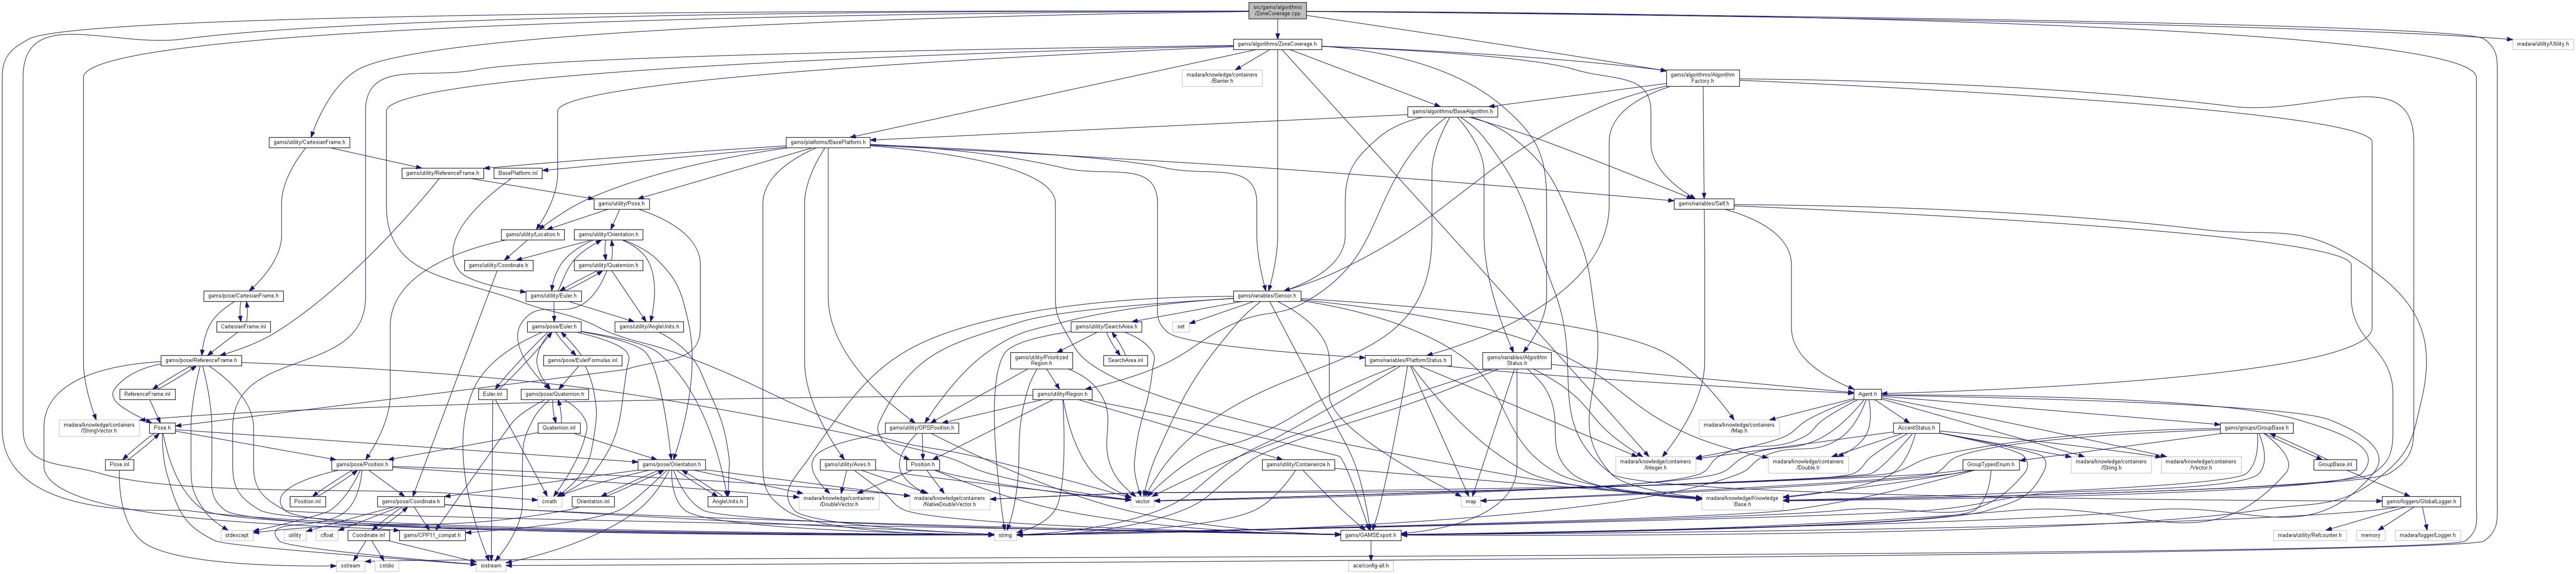 src/gams/algorithms
/ZoneCoverage.cpp
gams/algorithms/ZoneCoverage.h
madara/utility/Utility.h
madara/knowledge/containers
/Barrier.h
gams/algorithms/Algorithm
Factory.h
gams/algorithms/BaseAlgorithm.h
gams/utility/CartesianFrame.h
gams/platforms/BasePlatform.h
gams/utility/ReferenceFrame.h
BasePlatform.inl
gams/utility/Pose.h
gams/variables/Self.h
gams/utility/Location.h
gams/utility/Orientation.h
gams/utility/Coordinate.h
gams/utility/Quaternion.h
gams/pose/CartesianFrame.h
gams/utility/Euler.h
gams/variables/Sensor.h
CartesianFrame.inl
gams/pose/Euler.h
gams/utility/AngleUnits.h
gams/utility/SearchArea.h
set
gams/pose/ReferenceFrame.h
gams/pose/EulerFormulas.inl
gams/utility/Prioritized
Region.h
SearchArea.inl
gams/variables/PlatformStatus.h
gams/variables/Algorithm
Status.h
ReferenceFrame.inl
Euler.inl
gams/pose/Quaternion.h
gams/utility/Region.h
Agent.h
madara/knowledge/containers
/StringVector.h
Pose.h
Quaternion.inl
gams/utility/GPSPosition.h
madara/knowledge/containers
/Map.h
AccentStatus.h
gams/groups/GroupBase.h
Pose.inl
gams/pose/Position.h
gams/pose/Orientation.h
gams/utility/Axes.h
Position.h
gams/utility/Containerize.h
madara/knowledge/containers
/Integer.h
madara/knowledge/containers
/Double.h
GroupTypesEnum.h
madara/knowledge/containers
/String.h
madara/knowledge/containers
/Vector.h
GroupBase.inl
Position.inl
gams/pose/Coordinate.h
cmath
Orientation.inl
AngleUnits.h
madara/knowledge/containers
/DoubleVector.h
madara/knowledge/containers
/NativeDoubleVector.h
vector
map
madara/knowledge/Knowledge
Base.h
gams/loggers/GlobalLogger.h
stdexcept
utility
cfloat
Coordinate.inl
gams/CPP11_compat.h
string
gams/GAMSExport.h
madara/utility/Refcounter.h
memory
madara/logger/Logger.h
sstream
cstdio
iostream
ace/config-all.h